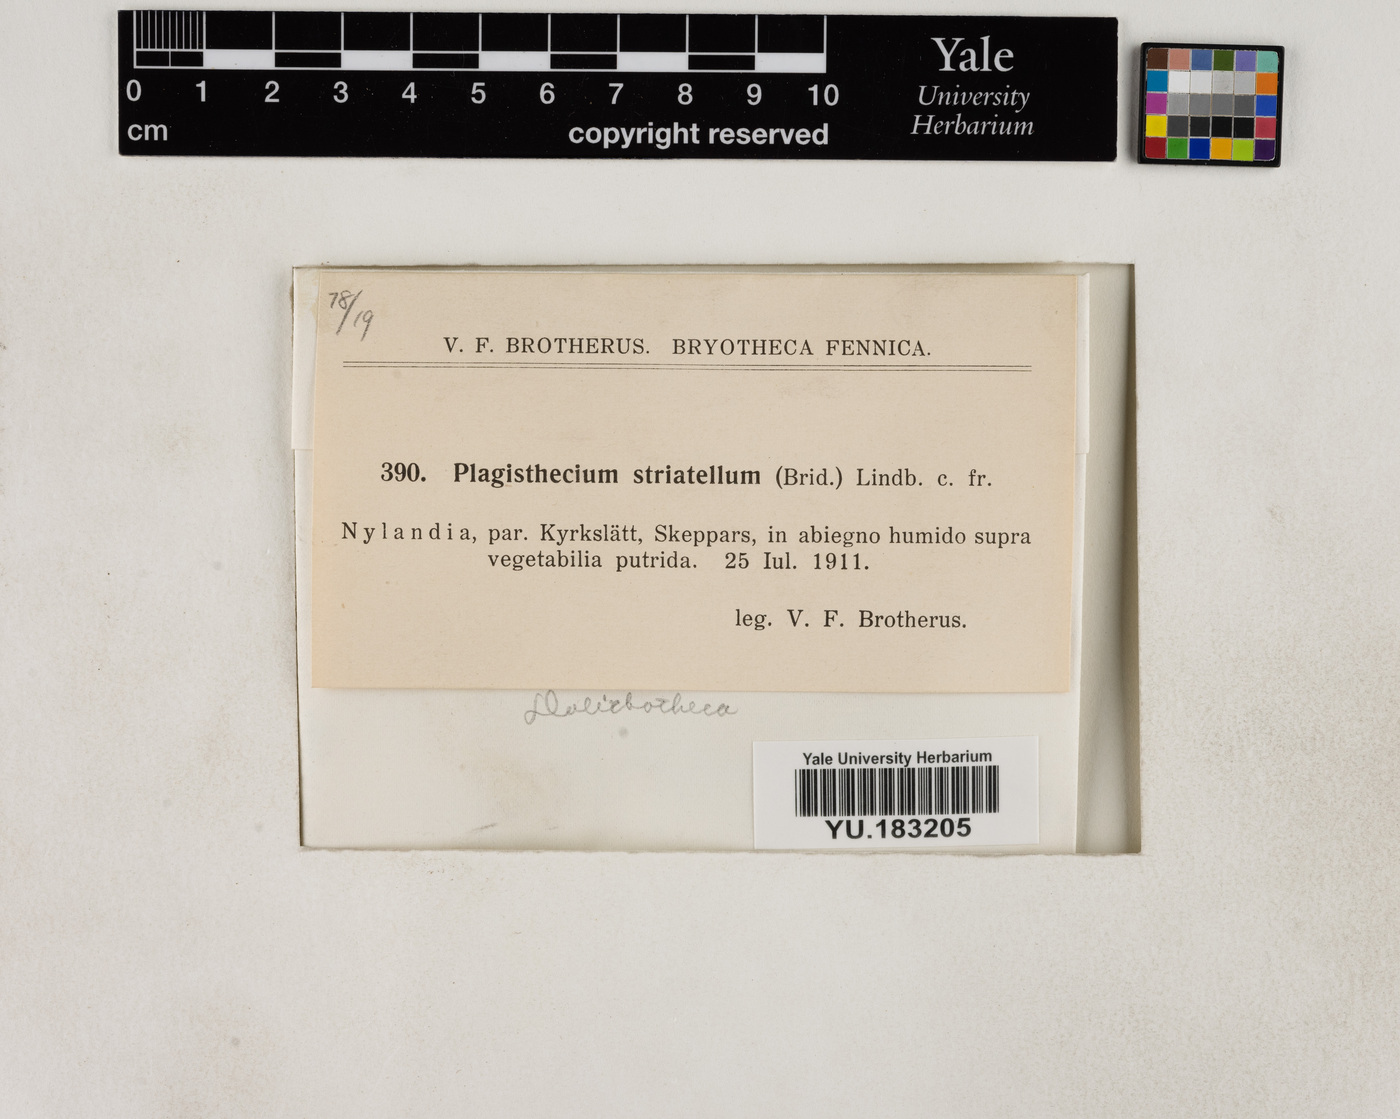 0 1 2 3 4 5 6 7 8 9 10
cm
copyright reserved
Yale
University
Herbarium
78/19
V. F. BROTHERUS. BRYOTHECA FENNICA.
390. Plagisthecium striatellum (Brid.) Lindb. c. fr.
Nylandia, par. Kyrkslätt, Skeppars, in abiegno humido supra
vegetabilia putrida. 25 Iul. 1911.
leg. V. F. Brotherus.
Yale University Herbarium
YU.183205